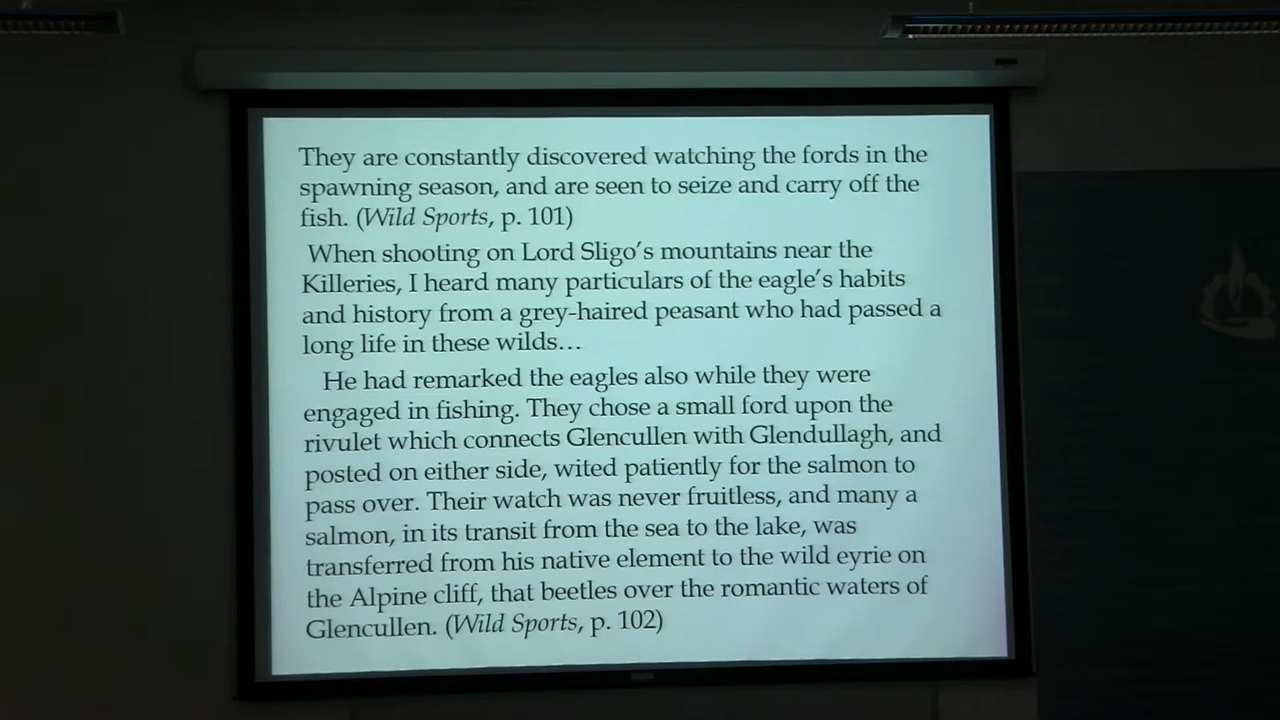 They are constantly discovered watching the fords in the
spawning season, and are seen to seize and carry off the
fish. (Wild Sports, p. 101)
When shooting on Lord Sligo's mountains near the
Killeries, I heard many particulars of the eagle's habits
and history from a grey-haired peasant who had passed a
long life in these wilds…
He had remarked the eagles also while they were
engaged in fishing. They chose a small ford upon the
rivulet which connects Glencullen with Glendullagh, and
posted on either side, wited patiently for the salmon to
pass over. Their watch was never fruitless, and many a
salmon, in its transit from the sea to the lake, was
transferred from his native element to the wild eyrie on
the Alpine cliff, that beetles over the romantic waters of
Glencullen. (Wild Sports, p. 102)